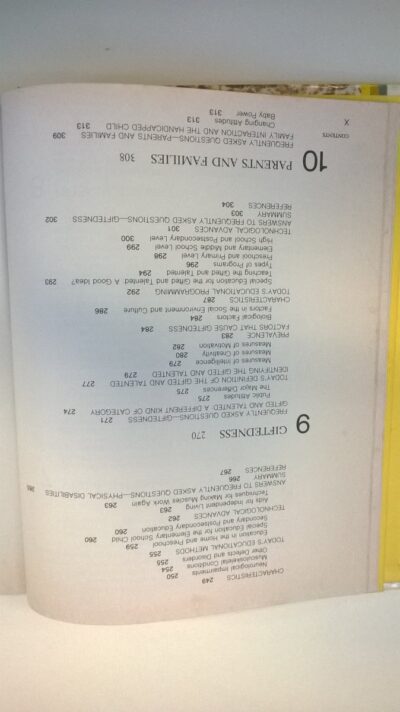 CHARACTERISTICS 249
Neurological Impairments 250
Musculoskeletal Conditions 254
Other Defects and Disorders 255
TODAY'S EDUCATIONAL METHODS 255
Education in the Home and Preschool 259
Special Education for the Elementary School Child 260
Secondary and Postsecondary Education 260
TECHNOLOGICAL ADVANCES 262
Aids for Independent Living 263
Techniques for Making Muscles Work Again 263
ANSWERS TO FREQUENTLY ASKED QUESTIONS—PHYSICAL DISABILITIES 266
SUMMARY 266
REFERENCES 267
9 GIFTEDNESS 270
FREQUENTLY ASKED QUESTIONS—GIFTEDNESS 271
GIFTED AND TALENTED: A DIFFERENT KIND OF CATEGORY 274
Public Attitudes 275
The Major Differences 275
TODAY'S DEFINITION OF THE GIFTED AND TALENTED 277
IDENTIFYING THE GIFTED AND TALENTED 279
Measures of Intelligence 279
Measures of Creativity 280
Measures of Motivation 282
PREVALENCE 283
FACTORS THAT CAUSE GIFTEDNESS 284
Biological Factors 284
Factors in the Social Environment and Culture 286
CHARACTERISTICS 287
TODAY'S EDUCATIONAL PROGRAMMING 292
Special Education for the Gifted and Talented: A Good Idea? 293
Teaching the Gifted and Talented 294
Types of Programs 296
Preschool and Primary Level 298
Elementary and Middle School Level 299
High School and Postsecondary Level 300
TECHNOLOGICAL ADVANCES 301
ANSWERS TO FREQUENTLY ASKED QUESTIONS—GIFTEDNESS 302
SUMMARY 303
REFERENCES 304
10 PARENTS AND FAMILIES 308
FREQUENTLY ASKED QUESTIONS—PARENTS AND FAMILIES 309
FAMILY INTERACTION AND THE HANDICAPPED CHILD 313
Changing Attitudes 313
Baby Power 313
CONTENTS
X